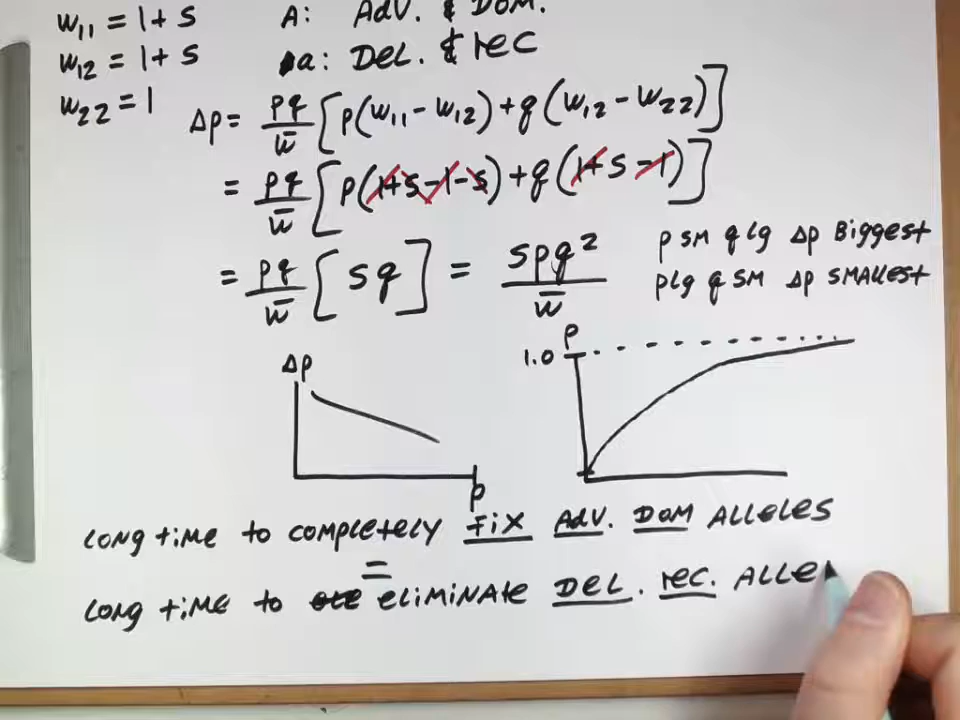 w₁₁ = 1 + s A: Adv. & Dom.
w₁₂ = 1 + s a: Del. & rec
w₂₂ = 1
Δp = pq/w̄ [p(w₁₁ - w₁₂) + q(w₁₂ - w₂₂)]
= pq/w̄ [p(1+s-1-s) + q(1+s-1)]
= pq/w̄ [sq] = spq²/w̄
p sm q lg Δp Biggest
p lg q sm Δp smallest
Δp
p
p
1.0
Long time to completely Fix Adv. Dom Alleles
=
Long time to eliminate Del. rec. Alle